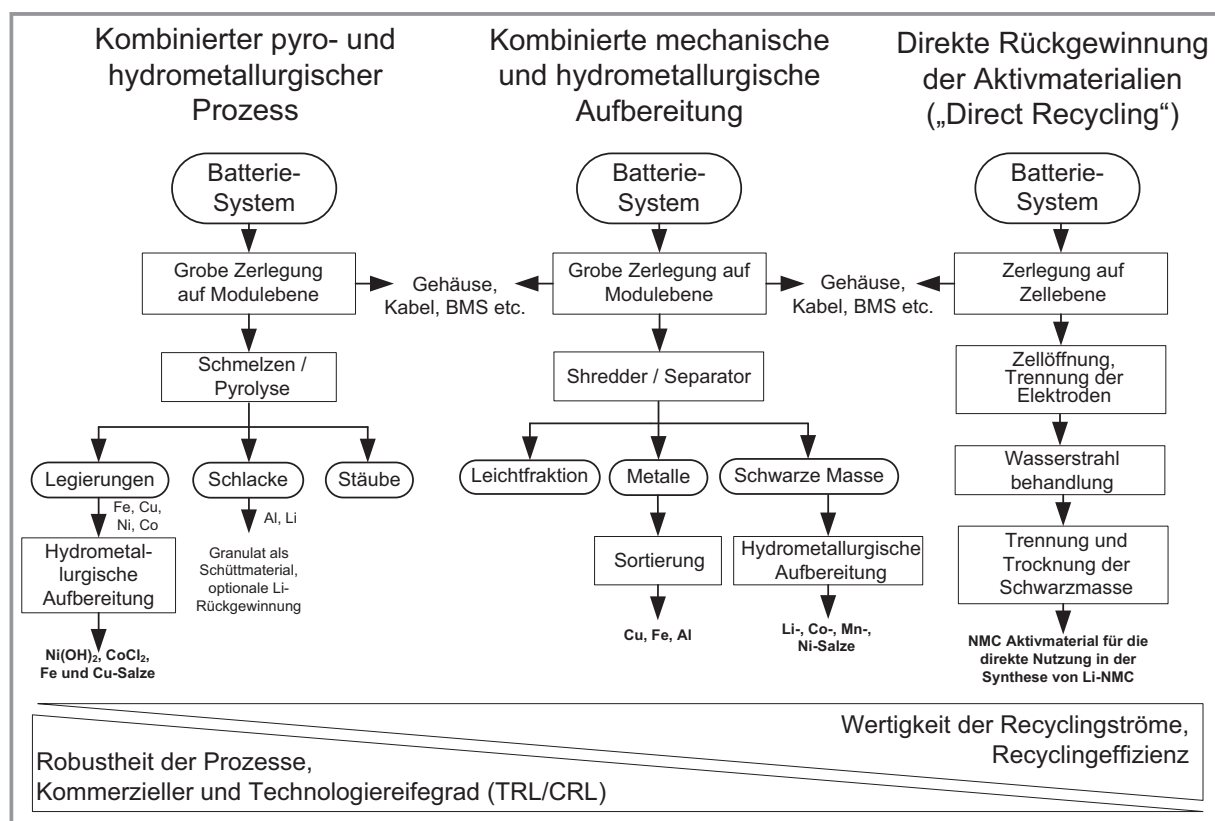 Kombinierter pyro- und
hydrometallurgischer
Prozess
Batterie-
System
Grobe Zerlegung
auf Modulebene
Gehäuse,
Kabel, BMS etc.
Schmelzen /
Pyrolyse
Legierungen
Schlacke
Stäube
Fe, Cu,
Ni, Co
Al, Li
Hydrometal-
lurgische
Aufbereitung
Granulat als
Schüttmaterial,
optionale Li-
Rückgewinnung
Ni(OH)₂, CoCl₂,
Fe und Cu-Salze
Kombinierte mechanische
und hydrometallurgische
Aufbereitung
Batterie-
System
Grobe Zerlegung auf
Modulebene
Gehäuse,
Kabel, BMS etc.
Shredder / Separator
Leichtfraktion
Metalle
Schwarze Masse
Sortierung
Hydrometallurgische
Aufbereitung
Cu, Fe, Al
Li-, Co-, Mn-,
Ni-Salze
Direkte Rückgewinnung
der Aktivmaterialien
(„Direct Recycling“)
Batterie-
System
Zerlegung auf
Zellebene
Zellöffnung,
Trennung der
Elektroden
Wasserstrahl
behandlung
Trennung und
Trocknung der
Schwarzmasse
NMC Aktivmaterial für die
direkte Nutzung in der
Synthese von Li-NMC
Wertigkeit der Recyclingströme,
Recyclingeffizienz
Robustheit der Prozesse,
Kommerzieller und Technologiereifegrad (TRL/CRL)